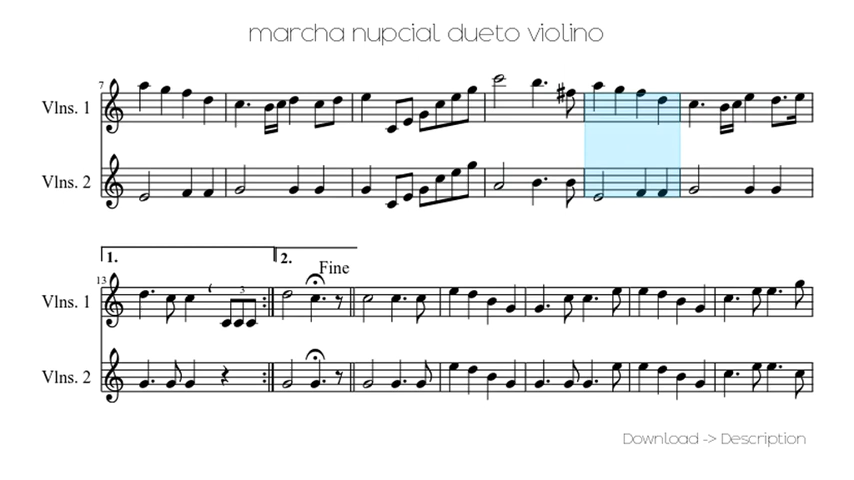 marcha nupcial dueto violino
7
Vlns. 1
Vlns. 2
1.
2.
Fine
13
3
Vlns. 1
Vlns. 2
Download -> Description